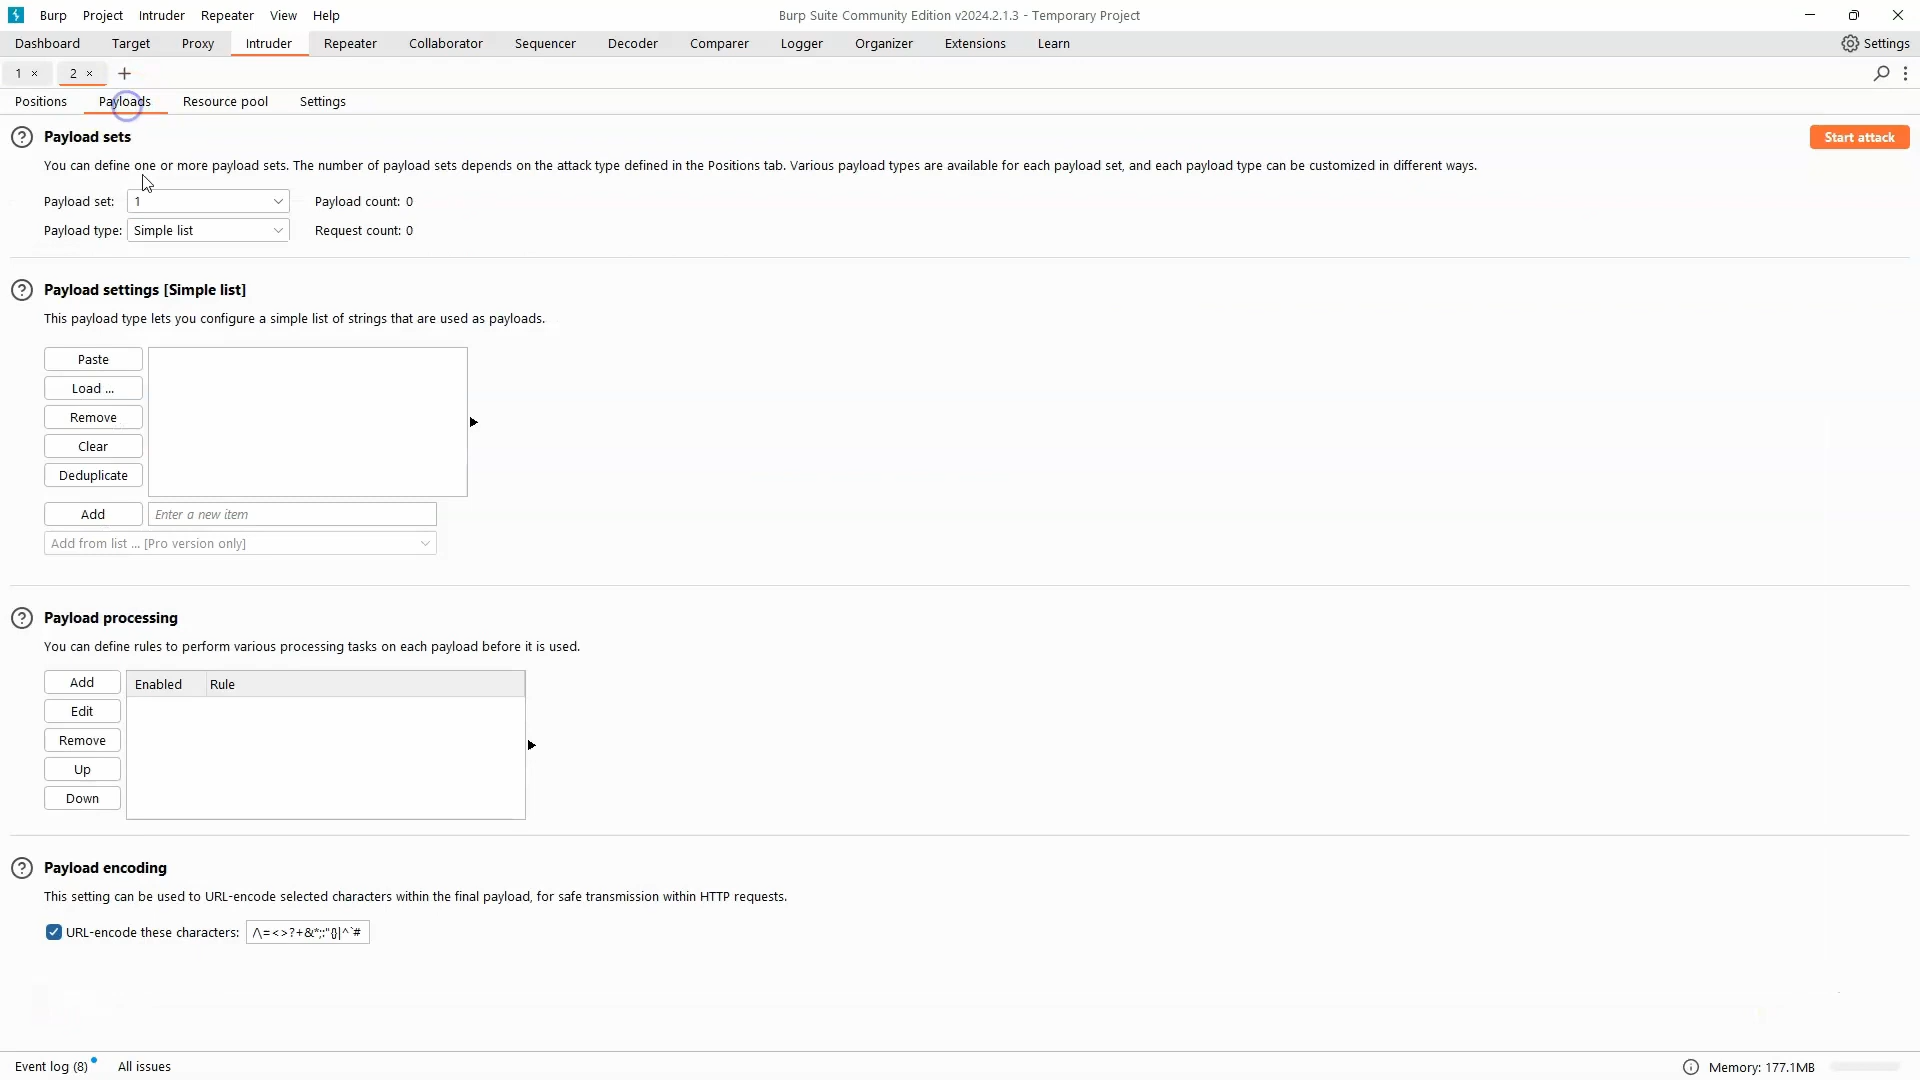 Burp Project Intruder Repeater View Help
Burp Suite Community Edition v2024.2.1.3 - Temporary Project
Dashboard Target Proxy Intruder Repeater Collaborator Sequencer Decoder Comparer Logger Organizer Extensions Learn
Settings
1 × 2 × +
Positions Payloads Resource pool Settings
? Payload sets
Start attack
You can define one or more payload sets. The number of payload sets depends on the attack type defined in the Positions tab. Various payload types are available for each payload set, and each payload type can be customized in different ways.
Payload set: 1 Payload count: 0
Payload type: Simple list Request count: 0
? Payload settings [Simple list]
This payload type lets you configure a simple list of strings that are used as payloads.
Paste
Load ...
Remove
Clear
Deduplicate
Add Enter a new item
Add from list ... [Pro version only]
? Payload processing
You can define rules to perform various processing tasks on each payload before it is used.
Add Enabled Rule
Edit
Remove
Up
Down
? Payload encoding
This setting can be used to URL-encode selected characters within the final payload, for safe transmission within HTTP requests.
URL-encode these characters: /\=<>?+&*;:"{}|^`#
Event log (8) All issues
Memory: 177.1MB